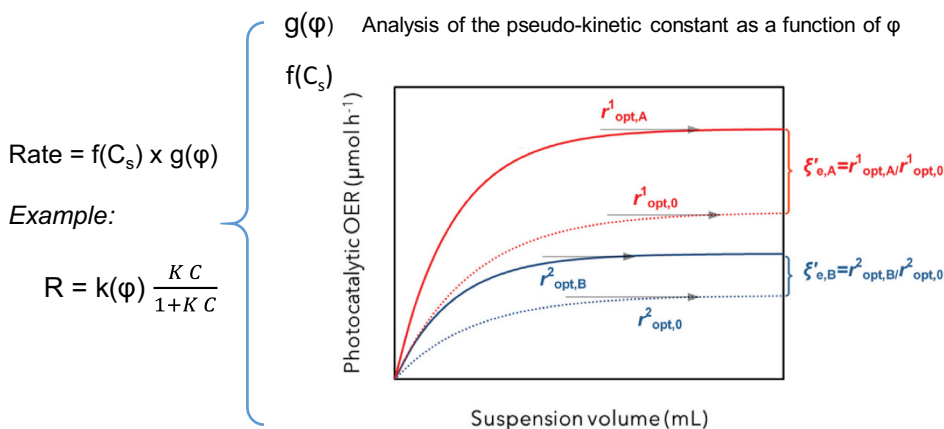 g(φ) Analysis of the pseudo-kinetic constant as a function of φ
f(Cₛ)
Rate = f(Cₛ) x g(φ)
Example:
R = k(φ) K C / 1+K C
Photocatalytic OER (μmol h⁻¹)
r¹opt,A
ξ'e,A=r¹opt,A/r¹opt,0
r¹opt,0
r²opt,B
ξ'e,B=r²opt,B/r²opt,0
r²opt,0
Suspension volume (mL)